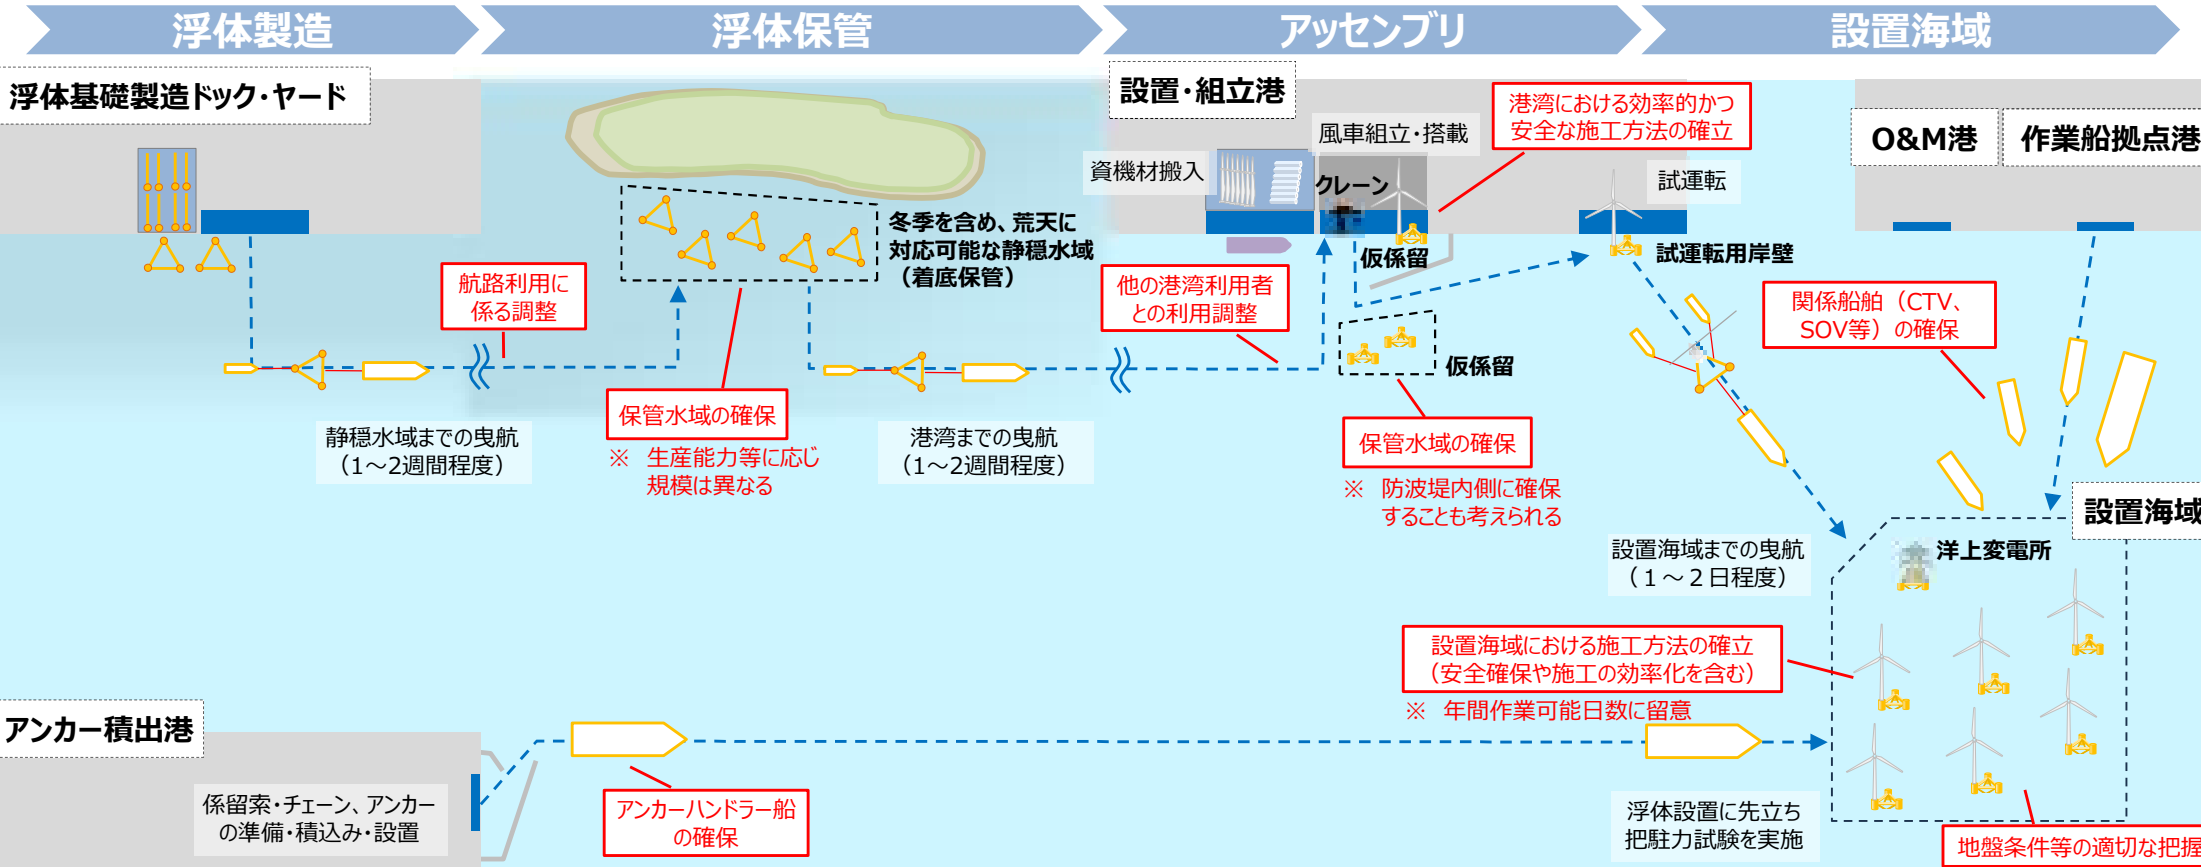 浮体製造
浮体保管
アッセンブリ
設置海域
浮体基礎製造ドック・ヤード
設置・組立港
港湾における効率的かつ
安全な施工方法の確立
風車組立・搭載
資機材搬入
クレーン
試運転
O&M港
作業船拠点港
冬季を含め、荒天に
対応可能な静穏水域
（着底保管）
仮係留
試運転用岸壁
航路利用に
係る調整
他の港湾利用者
との利用調整
関係船舶（CTV、
SOV等）の確保
仮係留
保管水域の確保
※ 生産能力等に応じ
規模は異なる
静穏水域までの曳航
（1～2週間程度）
港湾までの曳航
（1～2週間程度）
保管水域の確保
※ 防波堤内側に確保
することも考えられる
設置海域
洋上変電所
設置海域までの曳航
（１～２日程度）
設置海域における施工方法の確立
（安全確保や施工の効率化を含む）
※ 年間作業可能日数に留意
アンカー積出港
係留索・チェーン、アンカー
の準備・積込み・設置
アンカーハンドラー船
の確保
浮体設置に先立ち
把駐力試験を実施
地盤条件等の適切な把握